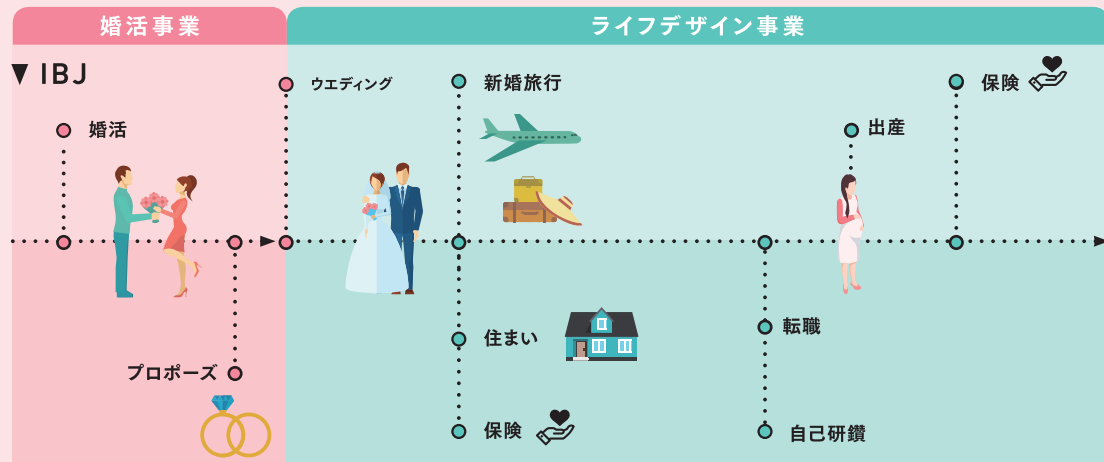 婚活事業
ライフデザイン事業
▼ IBJ
婚活
プロポーズ
ウエディング
新婚旅行
住まい
保険
転職
自己研鑽
出産
保険